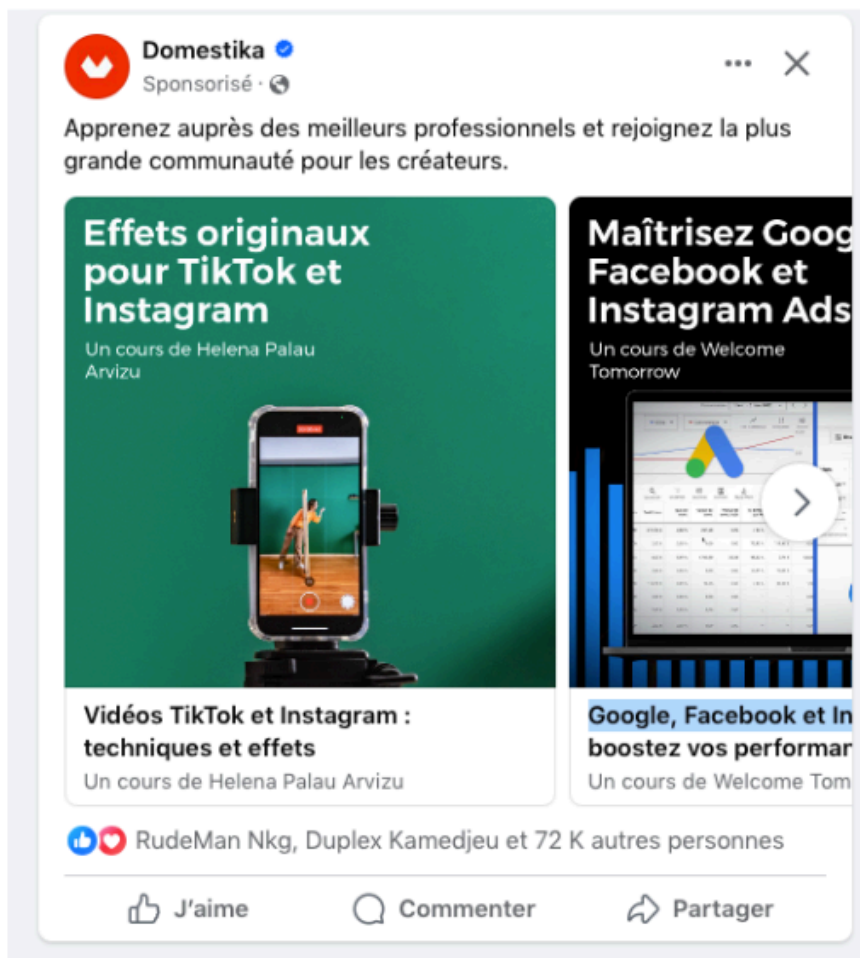 Domestika
Sponsorisé ·
Apprenez auprès des meilleurs professionnels et rejoignez la plus
grande communauté pour les créateurs.
Effets originaux
pour TikTok et
Instagram
Un cours de Helena Palau
Arvizu
Maîtrisez Goog
Facebook et
Instagram Ads
Un cours de Welcome
Tomorrow
Vidéos TikTok et Instagram :
techniques et effets
Un cours de Helena Palau Arvizu
Google, Facebook et In
boostez vos performan
Un cours de Welcome Tom
RudeMan Nkg, Duplex Kamedjeu et 72 K autres personnes
J'aime
Commenter
Partager